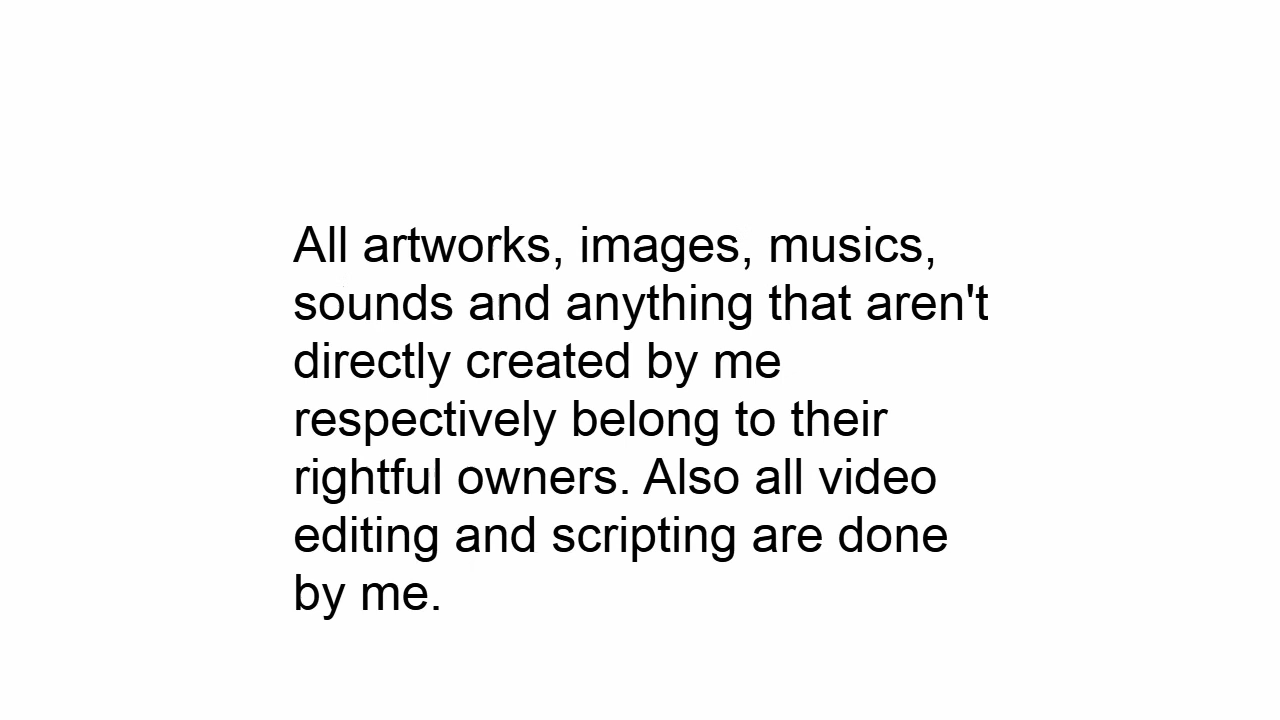 All artworks, images, musics,
sounds and anything that aren't
directly created by me
respectively belong to their
rightful owners. Also all video
editing and scripting are done
by me.